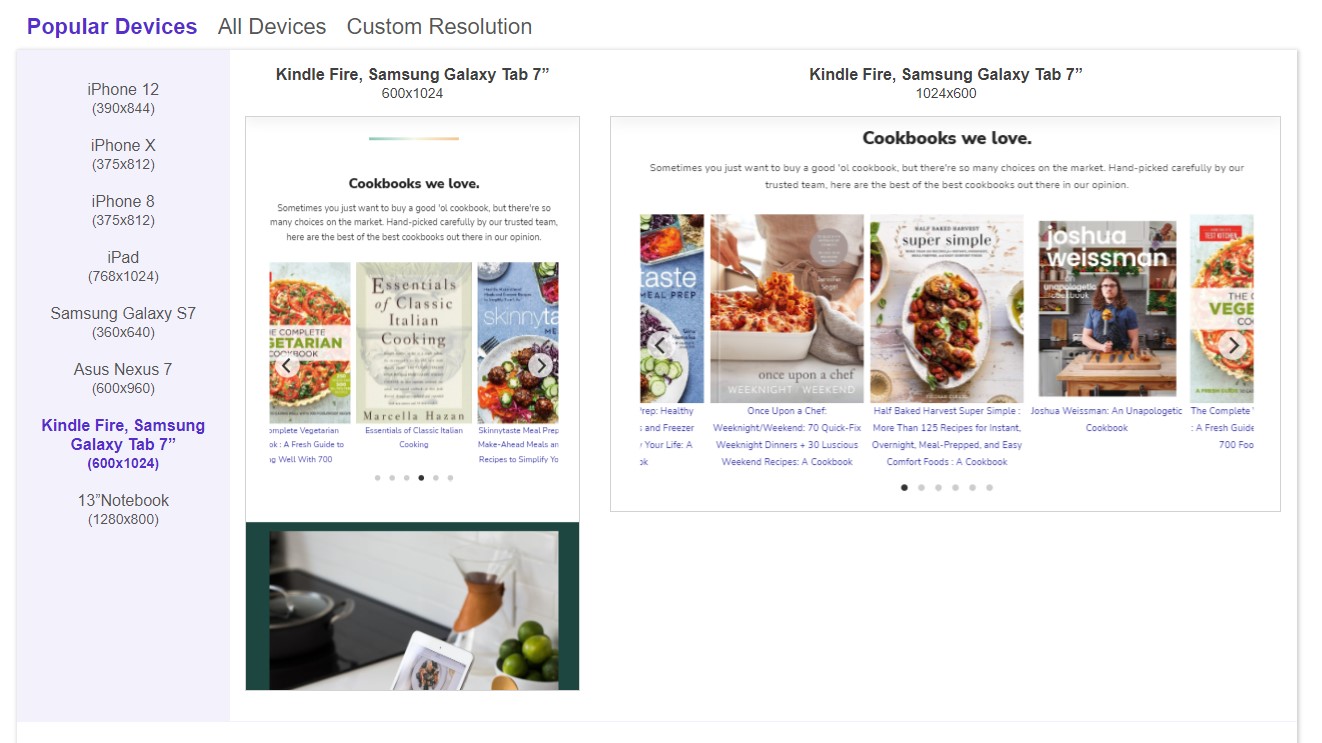 Popular Devices All Devices Custom Resolution
iPhone 12
(390x844)
iPhone X
(375x812)
iPhone 8
(375x812)
iPad
(768x1024)
Samsung Galaxy S7
(360x640)
Asus Nexus 7
(600x960)
Kindle Fire, Samsung
Galaxy Tab 7”
(600x1024)
13”Notebook
(1280x800)
Kindle Fire, Samsung Galaxy Tab 7”
600x1024
Cookbooks we love.
Sometimes you just want to buy a good 'ol cookbook, but there're so
many choices on the market. Hand-picked carefully by our trusted team,
here are the best of the best cookbooks out there in our opinion.
HE COMPLETE
GETARIAN
COOKBOOK
Essentials
of Classic
Italian
Cooking
Marcella Hazan
skinnyta
omplete Vegetarian
ok : A Fresh Guide to
ng Well With 700
Essentials of Classic Italian
Cooking
Skinnytaste Meal Prep
Make-Ahead Meals an
Recipes to Simplify Yo
Kindle Fire, Samsung Galaxy Tab 7”
1024x600
Cookbooks we love.
Sometimes you just want to buy a good 'ol cookbook, but there're so many choices on the market. Hand-picked carefully by our
trusted team, here are the best of the best cookbooks out there in our opinion.
taste
MEAL PREP
once upon a chef
WEEKNIGHT WEEKEND
HALF BAKED HARVEST
super simple
joshua
weissman
an
unapologetic
cookbook
TEST KITCHEN
THE C
VEGE
CO
A FRESH GUIDE
Prep: Healthy
s and Freezer
r Your Life: A
ok
Once Upon a Chef:
Weeknight/Weekend: 70 Quick-Fix
Weeknight Dinners + 30 Luscious
Weekend Recipes: A Cookbook
Half Baked Harvest Super Simple :
More Than 125 Recipes for Instant,
Overnight, Meal-Prepped, and Easy
Comfort Foods : A Cookbook
Joshua Weissman: An Unapologetic
Cookbook
The Complete
: A Fresh Guide
700 Foo